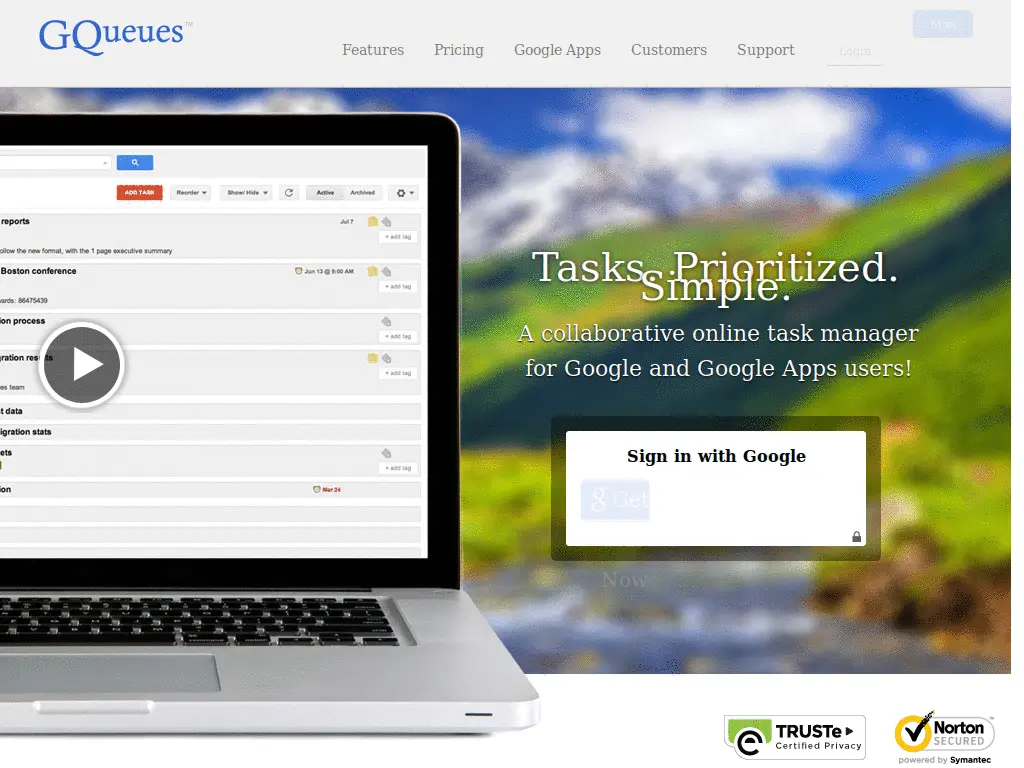 GQueues™
Features
Pricing
Google Apps
Customers
Support
Login
ADD TASK
Reorder
Show/ Hide
Active
Archived
reports
Jul 7
+ add tag
ollow the new format, with the 1 page executive summary
Boston conference
Jun 13 @ 9:00 AM
+ add tag
wards: 86475439
ion process
+ add tag
gration results
+ add tag
es team
t data
igration stats
ets
+ add tag
ion
Mar 24
Tasks. Prioritized.
Simple.
A collaborative online task manager
for Google and Google Apps users!
Sign in with Google
g Get
Now
TRUSTe
Certified Privacy
Norton™
SECURED
powered by Symantec